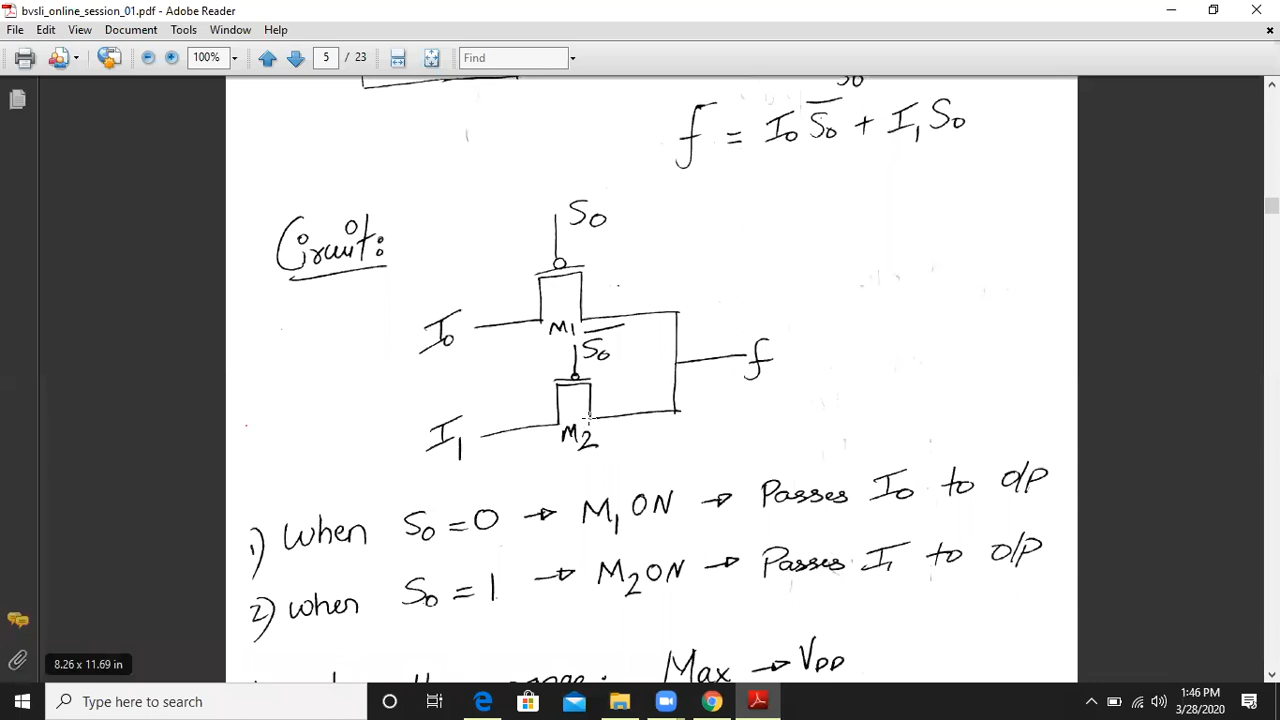 bvsli_online_session_01.pdf - Adobe Reader
File Edit View Document Tools Window Help
5 / 23 100% Find
S0
f = I0 S̅0 + I1 S0
Circuit:
S0
I0
M1
S̅0
f
I1
M2
1) When S0 = 0 → M1 ON → Passes I0 to o/p
2) when S0 = 1 → M2 ON → Passes I1 to o/p
Max → VDD
8.26 x 11.69 in
Type here to search
1:46 PM
3/28/2020